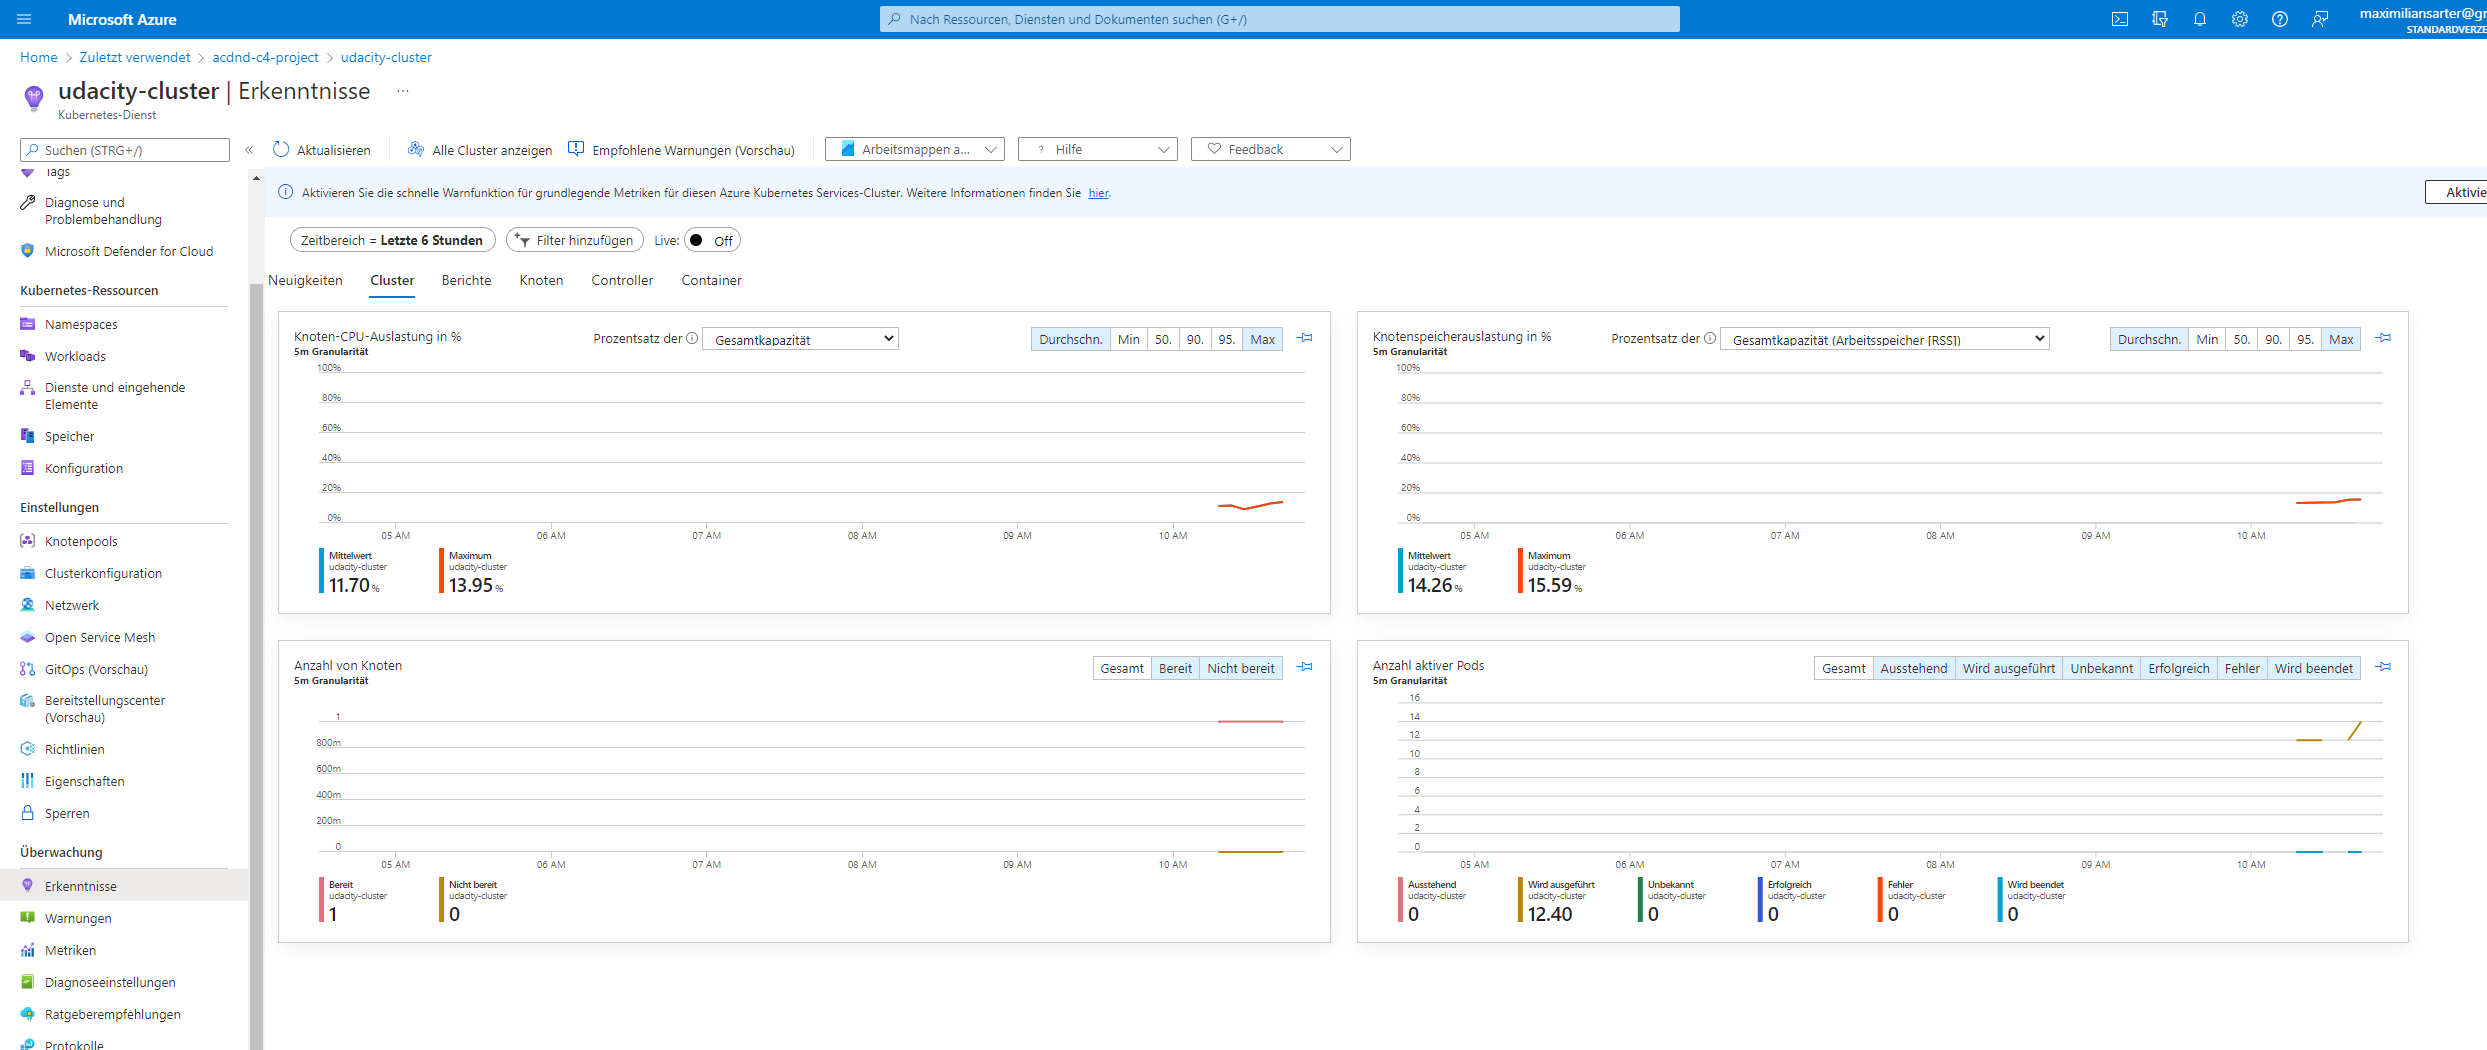 Microsoft Azure
Nach Ressourcen, Diensten und Dokumenten suchen (G+/)
maximiliansarter@gr
STANDARDVERZE
Home > Zuletzt verwendet > acdnd-c4-project > udacity-cluster
udacity-cluster | Erkenntnisse ...
Kubernetes-Dienst
Suchen (STRG+/)
«
Aktualisieren
Alle Cluster anzeigen
Empfohlene Warnungen (Vorschau)
Arbeitsmappen a...
? Hilfe
Feedback
Tags
Diagnose und
Problembehandlung
Microsoft Defender for Cloud
Kubernetes-Ressourcen
Namespaces
Workloads
Dienste und eingehende
Elemente
Speicher
Konfiguration
Einstellungen
Knotenpools
Clusterkonfiguration
Netzwerk
Open Service Mesh
GitOps (Vorschau)
Bereitstellungscenter
(Vorschau)
Richtlinien
Eigenschaften
Sperren
Überwachung
Erkenntnisse
Warnungen
Metriken
Diagnoseeinstellungen
Ratgeberempfehlungen
Protokolle
Aktivieren Sie die schnelle Warnfunktion für grundlegende Metriken für diesen Azure Kubernetes Services-Cluster. Weitere Informationen finden Sie hier.
Aktivie
Zeitbereich = Letzte 6 Stunden
Filter hinzufügen
Live: Off
Neuigkeiten Cluster Berichte Knoten Controller Container
Knoten-CPU-Auslastung in %
5m Granularität
Prozentsatz der Gesamtkapazität
Durchschn. Min 50. 90. 95. Max
100%
80%
60%
40%
20%
0%
05 AM 06 AM 07 AM 08 AM 09 AM 10 AM
Mittelwert
udacity-cluster
11.70 %
Maximum
udacity-cluster
13.95 %
Knotenspeicherauslastung in %
5m Granularität
Prozentsatz der Gesamtkapazität (Arbeitsspeicher [RSS])
Durchschn. Min 50. 90. 95. Max
100%
80%
60%
40%
20%
0%
05 AM 06 AM 07 AM 08 AM 09 AM 10 AM
Mittelwert
udacity-cluster
14.26 %
Maximum
udacity-cluster
15.59 %
Anzahl von Knoten
5m Granularität
Gesamt Bereit Nicht bereit
1
800m
600m
400m
200m
0
05 AM 06 AM 07 AM 08 AM 09 AM 10 AM
Bereit
udacity-cluster
1
Nicht bereit
udacity-cluster
0
Anzahl aktiver Pods
5m Granularität
Gesamt Ausstehend Wird ausgeführt Unbekannt Erfolgreich Fehler Wird beendet
16
14
12
10
8
6
4
2
0
05 AM 06 AM 07 AM 08 AM 09 AM 10 AM
Ausstehend
udacity-cluster
0
Wird ausgeführt
udacity-cluster
12.40
Unbekannt
udacity-cluster
0
Erfolgreich
udacity-cluster
0
Fehler
udacity-cluster
0
Wird beendet
udacity-cluster
0